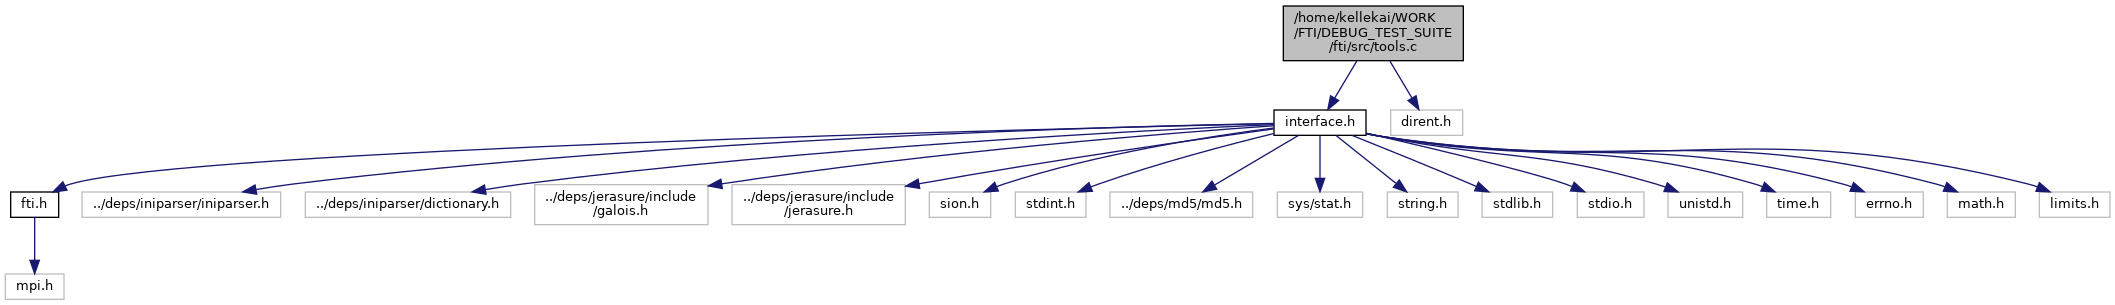 /home/kellekai/WORK
/FTI/DEBUG_TEST_SUITE
/fti/src/tools.c
interface.h
dirent.h
fti.h
../deps/iniparser/iniparser.h
../deps/iniparser/dictionary.h
../deps/jerasure/include
/galois.h
../deps/jerasure/include
/jerasure.h
sion.h
stdint.h
../deps/md5/md5.h
sys/stat.h
string.h
stdlib.h
stdio.h
unistd.h
time.h
errno.h
math.h
limits.h
mpi.h